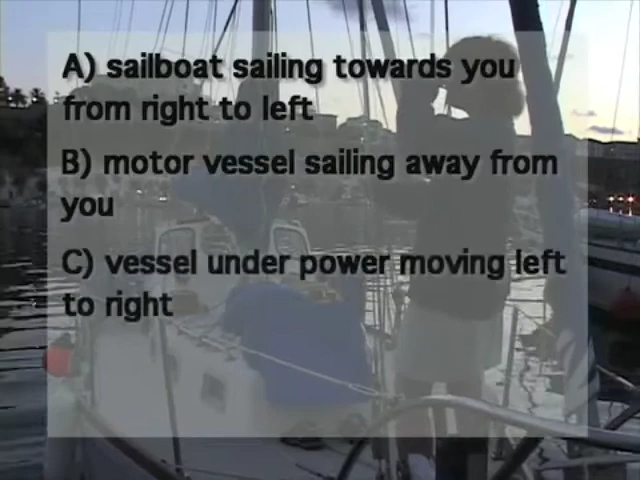 A) sailboat sailing towards you
from right to left
B) motor vessel sailing away from
you
C) vessel under power moving left
to right